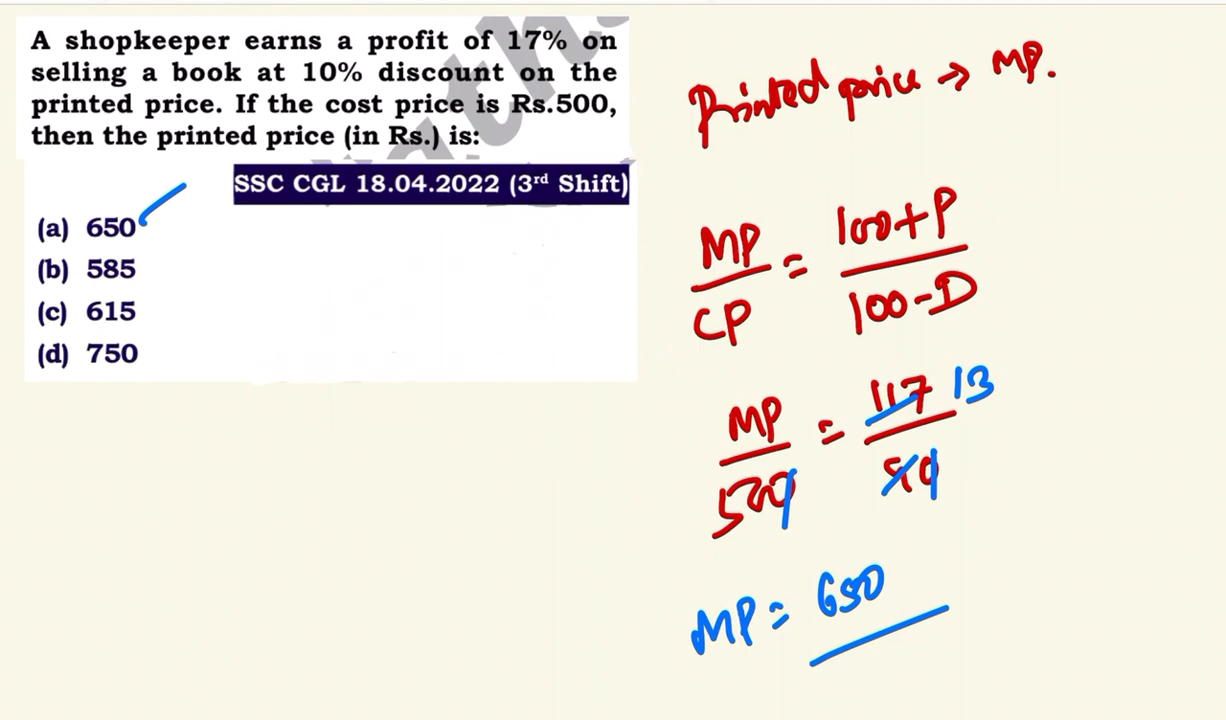 A shopkeeper earns a profit of 17% on
selling a book at 10% discount on the
printed price. If the cost price is Rs.500,
then the printed price (in Rs.) is:
SSC CGL 18.04.2022 (3rd Shift)
(a) 650
(b) 585
(c) 615
(d) 750
Printed price → MP.
MP/CP = 100+P/100-D
MP/500 = 117/90 13
MP = 650